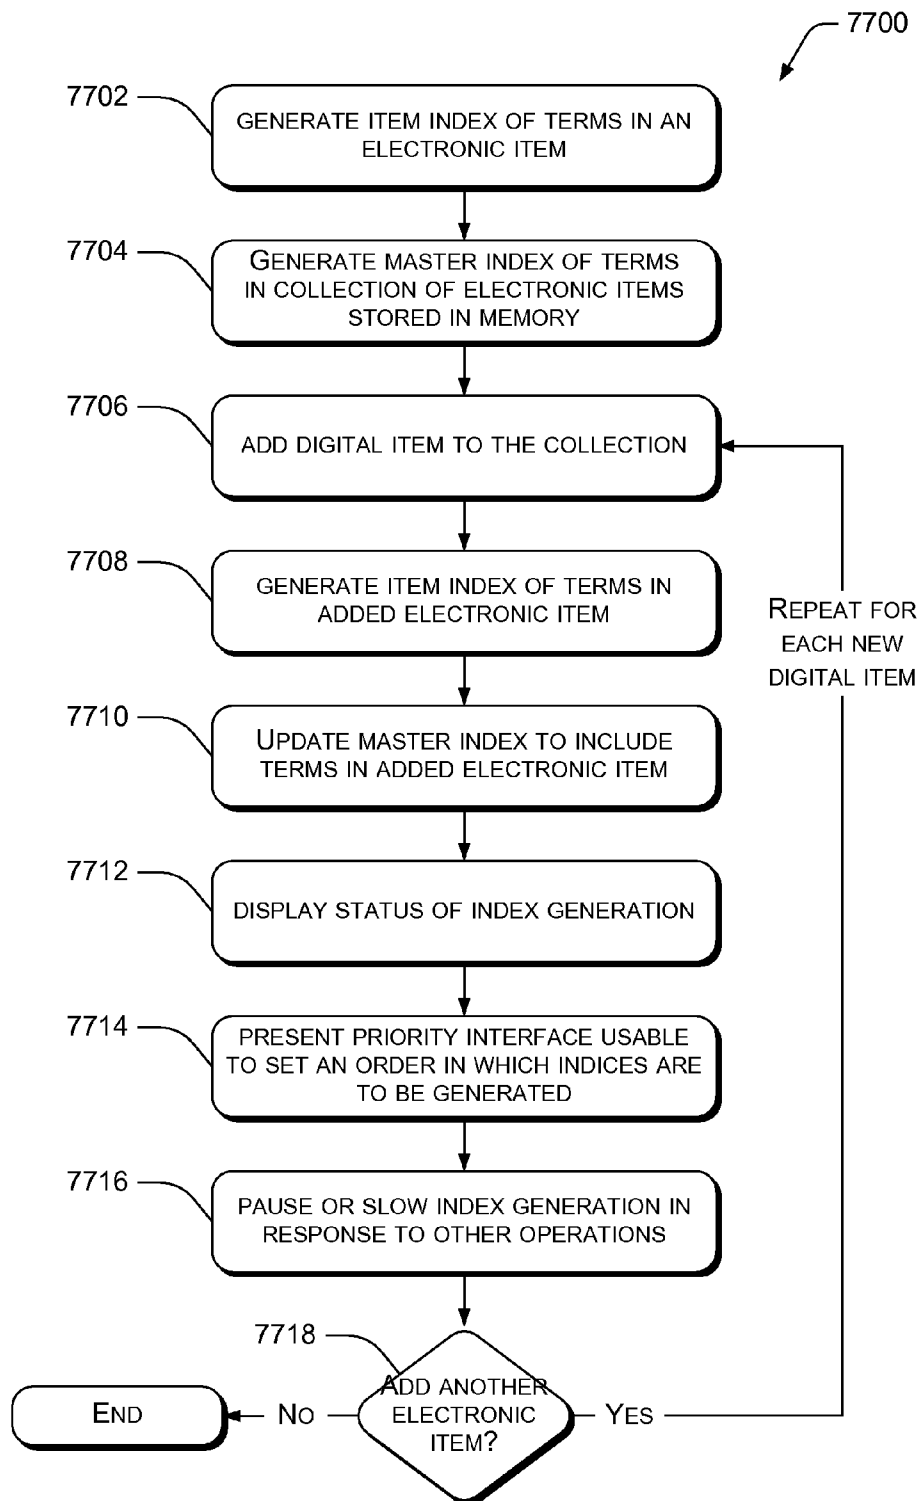 7700
7702
GENERATE ITEM INDEX OF TERMS IN AN
ELECTRONIC ITEM
7704
GENERATE MASTER INDEX OF TERMS
IN COLLECTION OF ELECTRONIC ITEMS
STORED IN MEMORY
7706
ADD DIGITAL ITEM TO THE COLLECTION
7708
GENERATE ITEM INDEX OF TERMS IN
ADDED ELECTRONIC ITEM
REPEAT FOR
EACH NEW
DIGITAL ITEM
7710
UPDATE MASTER INDEX TO INCLUDE
TERMS IN ADDED ELECTRONIC ITEM
7712
DISPLAY STATUS OF INDEX GENERATION
7714
PRESENT PRIORITY INTERFACE USABLE
TO SET AN ORDER IN WHICH INDICES ARE
TO BE GENERATED
7716
PAUSE OR SLOW INDEX GENERATION IN
RESPONSE TO OTHER OPERATIONS
7718
ADD ANOTHER
ELECTRONIC
ITEM?
END
NO
YES